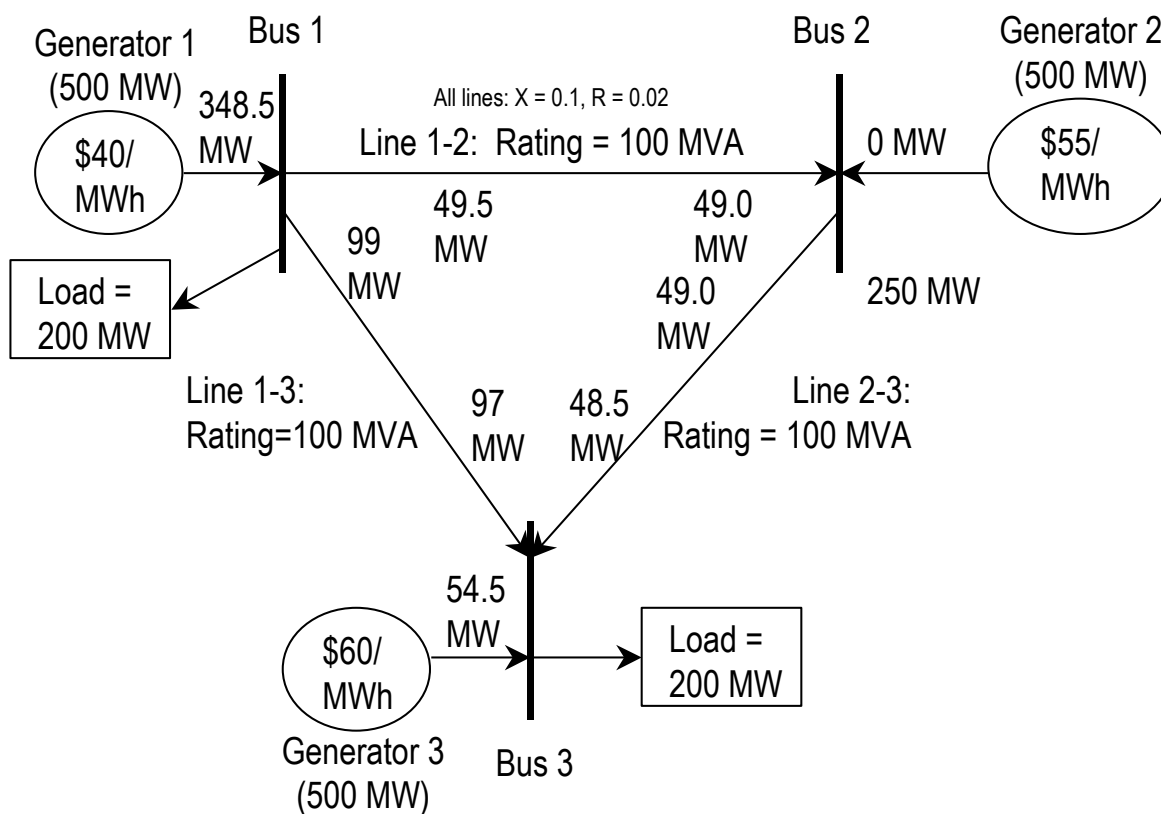 Generator 1
(500 MW)
$40/
MWh
348.5
MW
Bus 1
All lines: X = 0.1, R = 0.02
Line 1-2:  Rating = 100 MVA
Bus 2
Generator 2
(500 MW)
0 MW
$55/
MWh
49.5
MW
49.0
MW
99
MW
49.0
MW
250 MW
Load =
200 MW
Line 1-3:
Rating=100 MVA
97
MW
48.5
MW
Line 2-3:
Rating = 100 MVA
54.5
MW
$60/
MWh
Load =
200 MW
Generator 3
(500 MW)
Bus 3